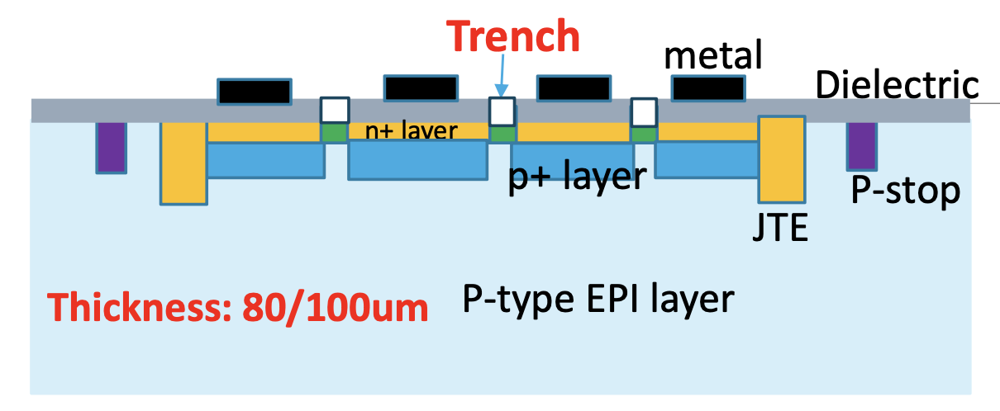 Trench
metal
Dielectric
n+ layer
p+ layer
P-stop
JTE
Thickness: 80/100um
P-type EPI layer